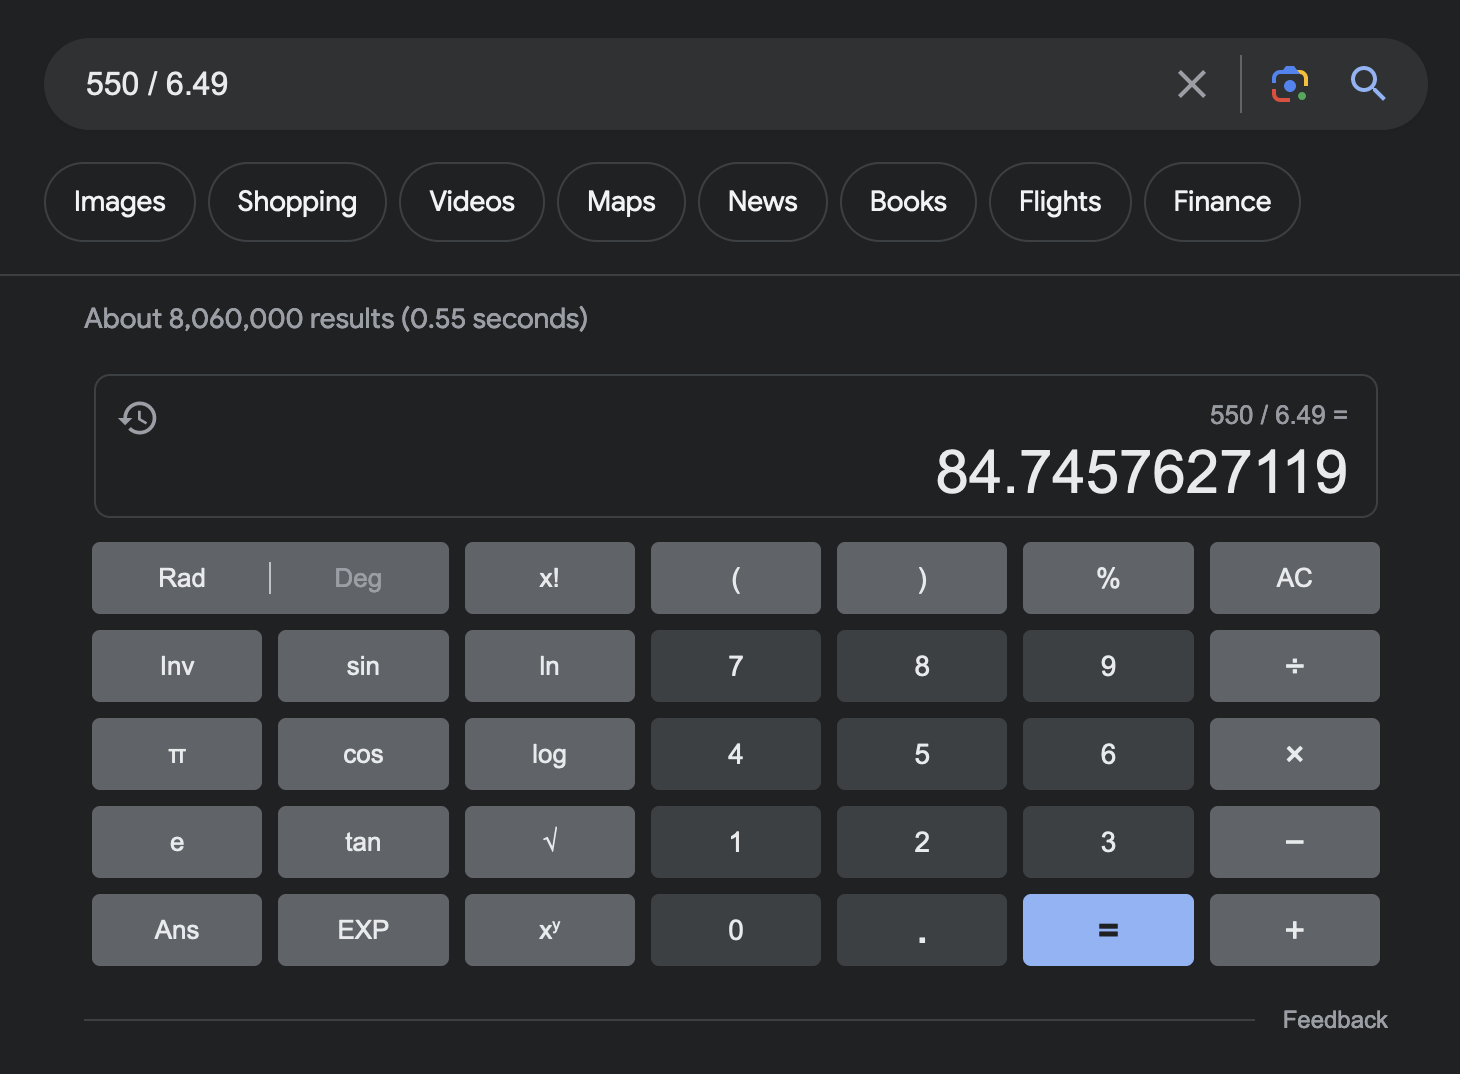 550 / 6.49
Images Shopping Videos Maps News Books Flights Finance
About 8,060,000 results (0.55 seconds)
550 / 6.49 =
84.7457627119
Rad Deg x! ( ) % AC
Inv sin ln 7 8 9 ÷
π cos log 4 5 6 ×
e tan √ 1 2 3 −
Ans EXP xʸ 0 . = +
Feedback